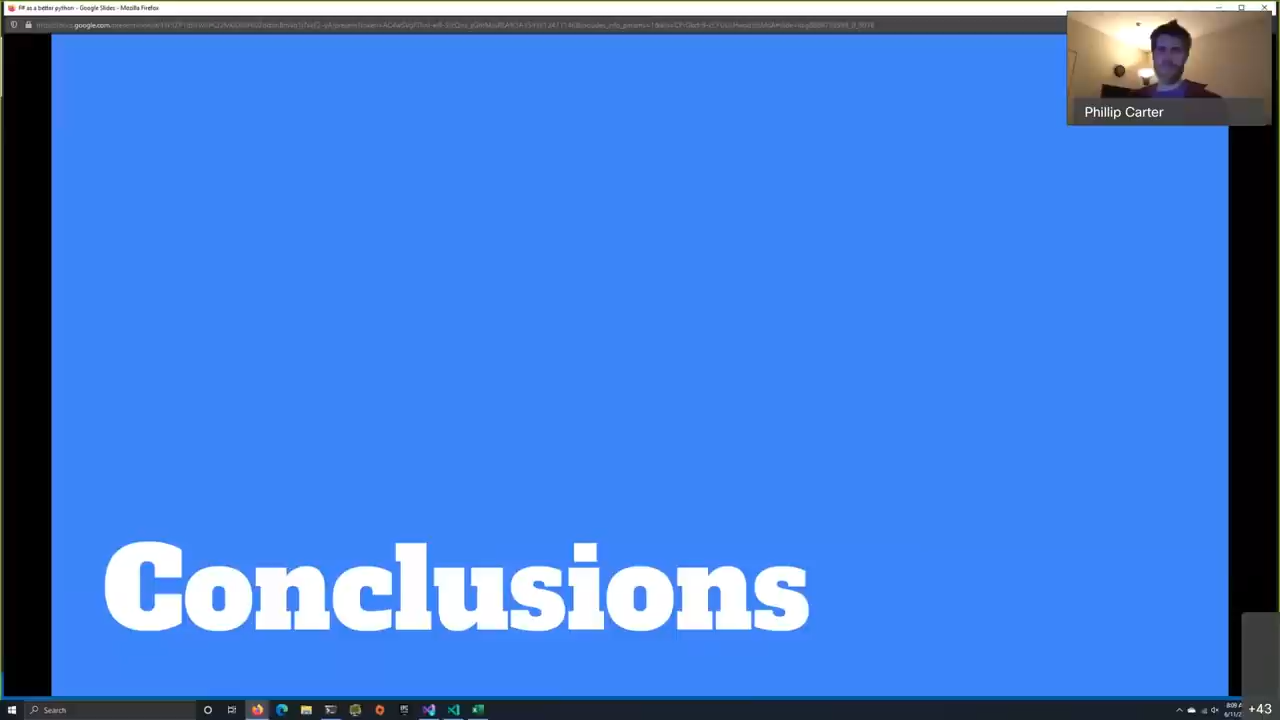 F# as a better python - Google Slides - Mozilla Firefox
Phillip Carter
Conclusions
Search
+43